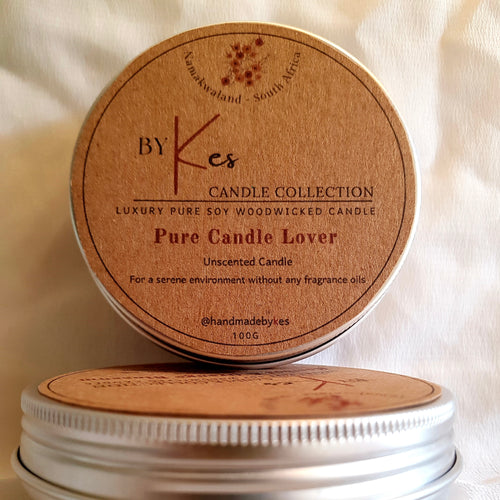 Namakwaland - South Africa
BY Kes
CANDLE COLLECTION
LUXURY PURE SOY WOODWICKED CANDLE
Pure Candle Lover
Unscented Candle
For a serene environment without any fragrance oils
@handmadebykes
100G